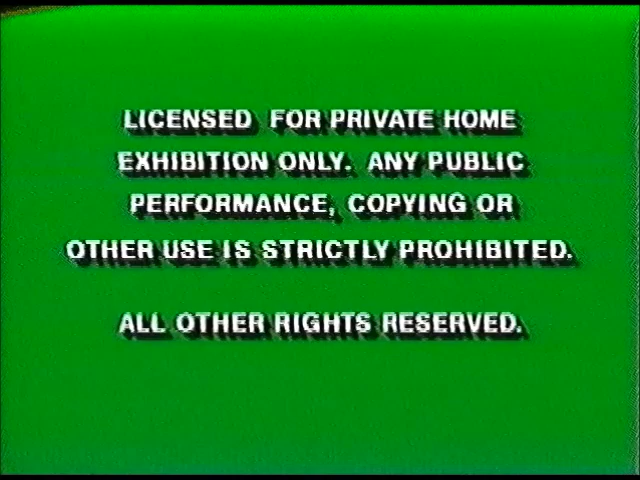 LICENSED FOR PRIVATE HOME
EXHIBITION ONLY. ANY PUBLIC
PERFORMANCE, COPYING OR
OTHER USE IS STRICTLY PROHIBITED.
ALL OTHER RIGHTS RESERVED.